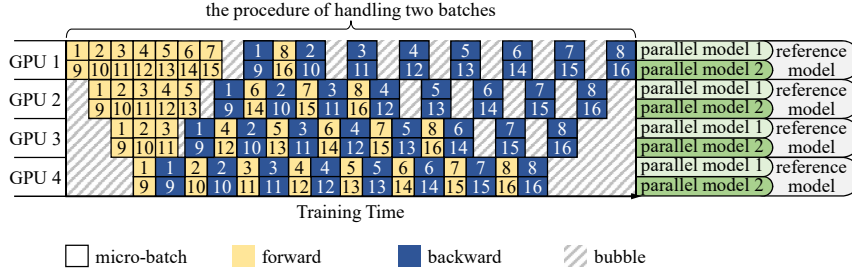 the procedure of handling two batches
GPU 1
1 2 3 4 5 6 7 1 8 2 3 4 5 6 7 8
9 10 11 12 13 14 15 9 16 10 11 12 13 14 15 16
parallel model 1
parallel model 2
reference
model
GPU 2
1 2 3 4 5 1 6 2 7 3 8 4 5 6 7 8
9 10 11 12 13 9 14 10 15 11 16 12 13 14 15 16
parallel model 1
parallel model 2
reference
model
GPU 3
1 2 3 1 4 2 5 3 6 4 7 5 8 6 7 8
9 10 11 9 12 10 13 11 14 12 15 13 16 14 15 16
parallel model 1
parallel model 2
reference
model
GPU 4
1 1 2 2 3 3 4 4 5 5 6 6 7 7 8 8
9 9 10 10 11 11 12 12 13 13 14 14 15 15 16 16
parallel model 1
parallel model 2
reference
model
Training Time
micro-batch forward backward bubble